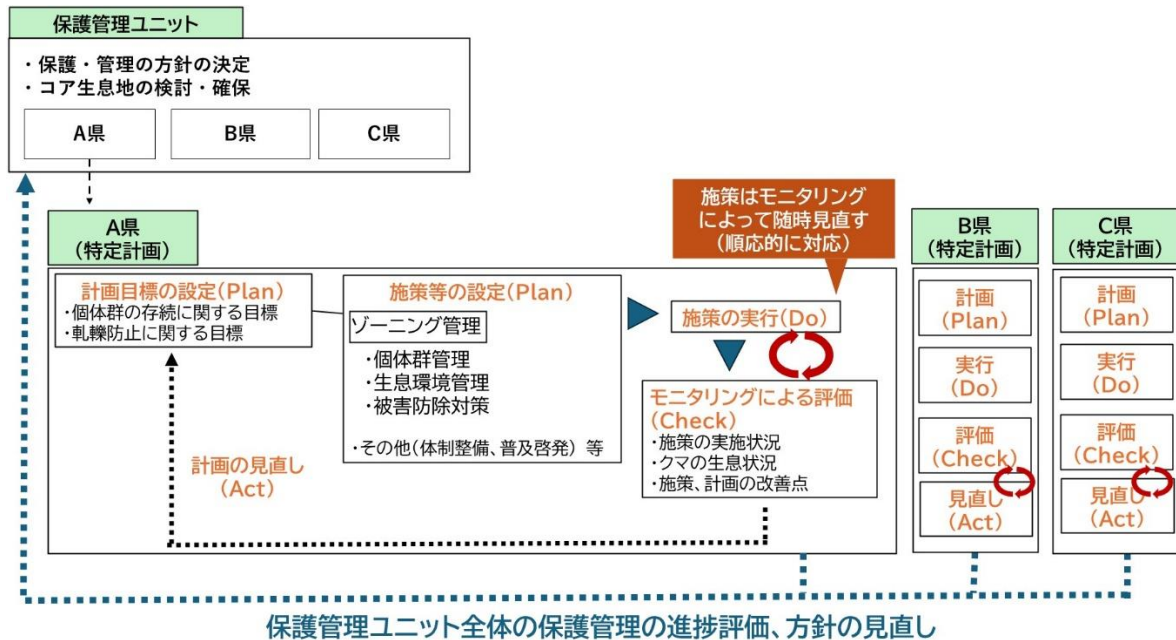 保護管理ユニット
・保護・管理の方針の決定
・コア生息地の検討・確保
A県
B県
C県
A県
(特定計画)
計画目標の設定(Plan)
・個体群の存続に関する目標
・軋轢防止に関する目標
施策等の設定(Plan)
ゾーニング管理
・個体群管理
・生息環境管理
・被害防除対策
・その他(体制整備、普及啓発) 等
施策はモニタリング
によって随時見直す
(順応的に対応)
施策の実行(Do)
モニタリングによる評価
(Check)
・施策の実施状況
・クマの生息状況
・施策、計画の改善点
計画の見直し
(Act)
B県
(特定計画)
計画
(Plan)
実行
(Do)
評価
(Check)
見直し
(Act)
C県
(特定計画)
計画
(Plan)
実行
(Do)
評価
(Check)
見直し
(Act)
保護管理ユニット全体の保護管理の進捗評価、方針の見直し